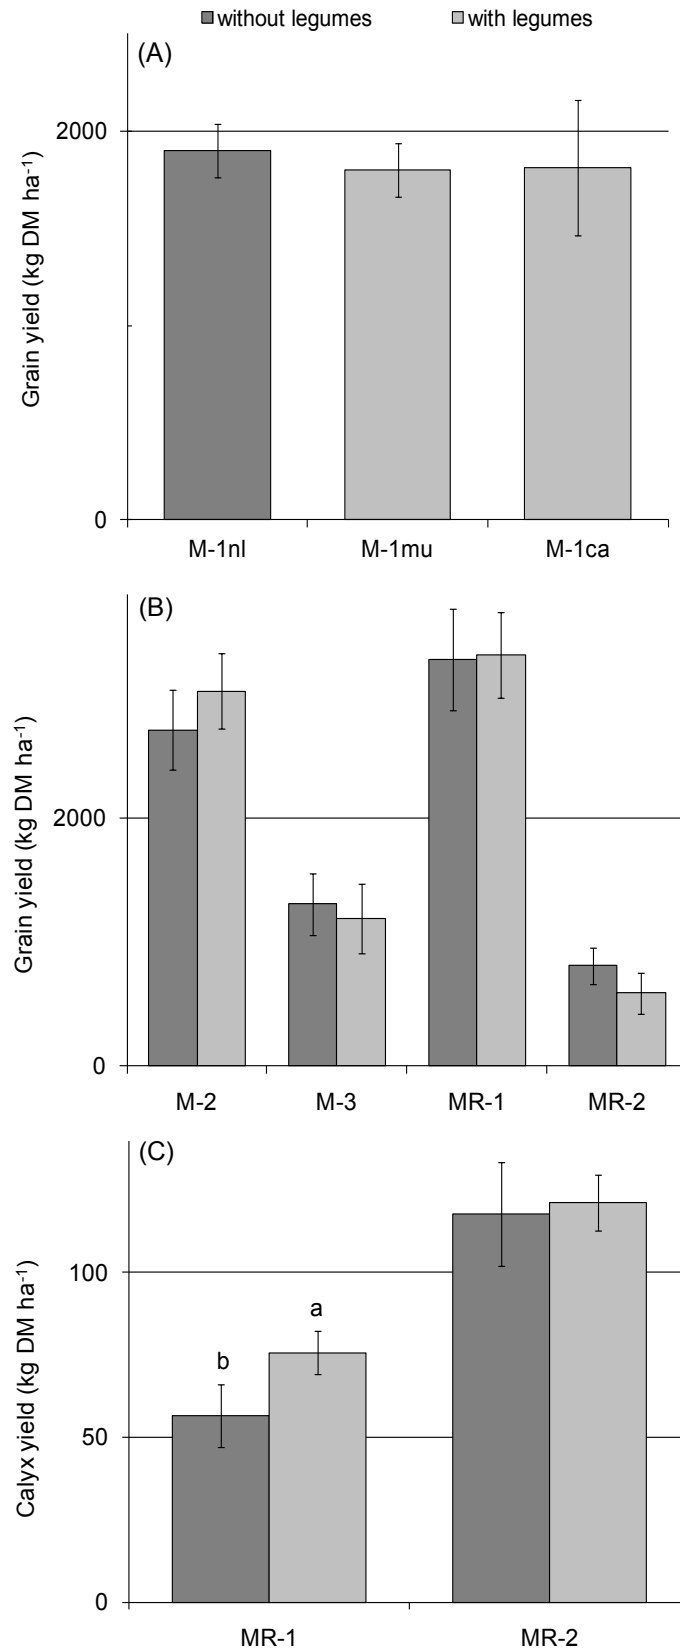 without legumes with legumes
(A)
2000
Grain yield (kg DM ha⁻¹)
0
M-1nl M-1mu M-1ca
(B)
Grain yield (kg DM ha⁻¹)
2000
0
M-2 M-3 MR-1 MR-2
(C)
Calyx yield (kg DM ha⁻¹)
100
a
b
50
0
MR-1 MR-2